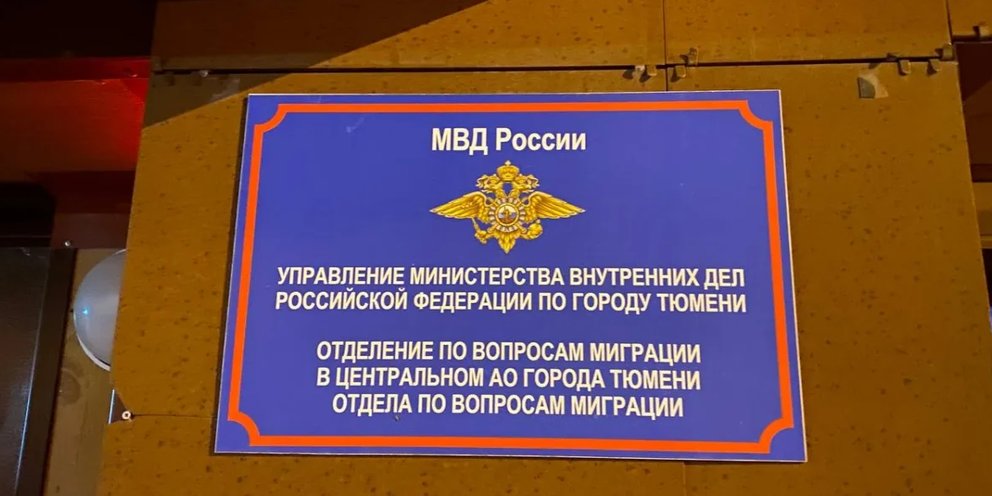 МВД России
УПРАВЛЕНИЕ МИНИСТЕРСТВА ВНУТРЕННИХ ДЕЛ
РОССИЙСКОЙ ФЕДЕРАЦИИ ПО ГОРОДУ ТЮМЕНИ
ОТДЕЛЕНИЕ ПО ВОПРОСАМ МИГРАЦИИ
В ЦЕНТРАЛЬНОМ АО ГОРОДА ТЮМЕНИ
ОТДЕЛА ПО ВОПРОСАМ МИГРАЦИИ